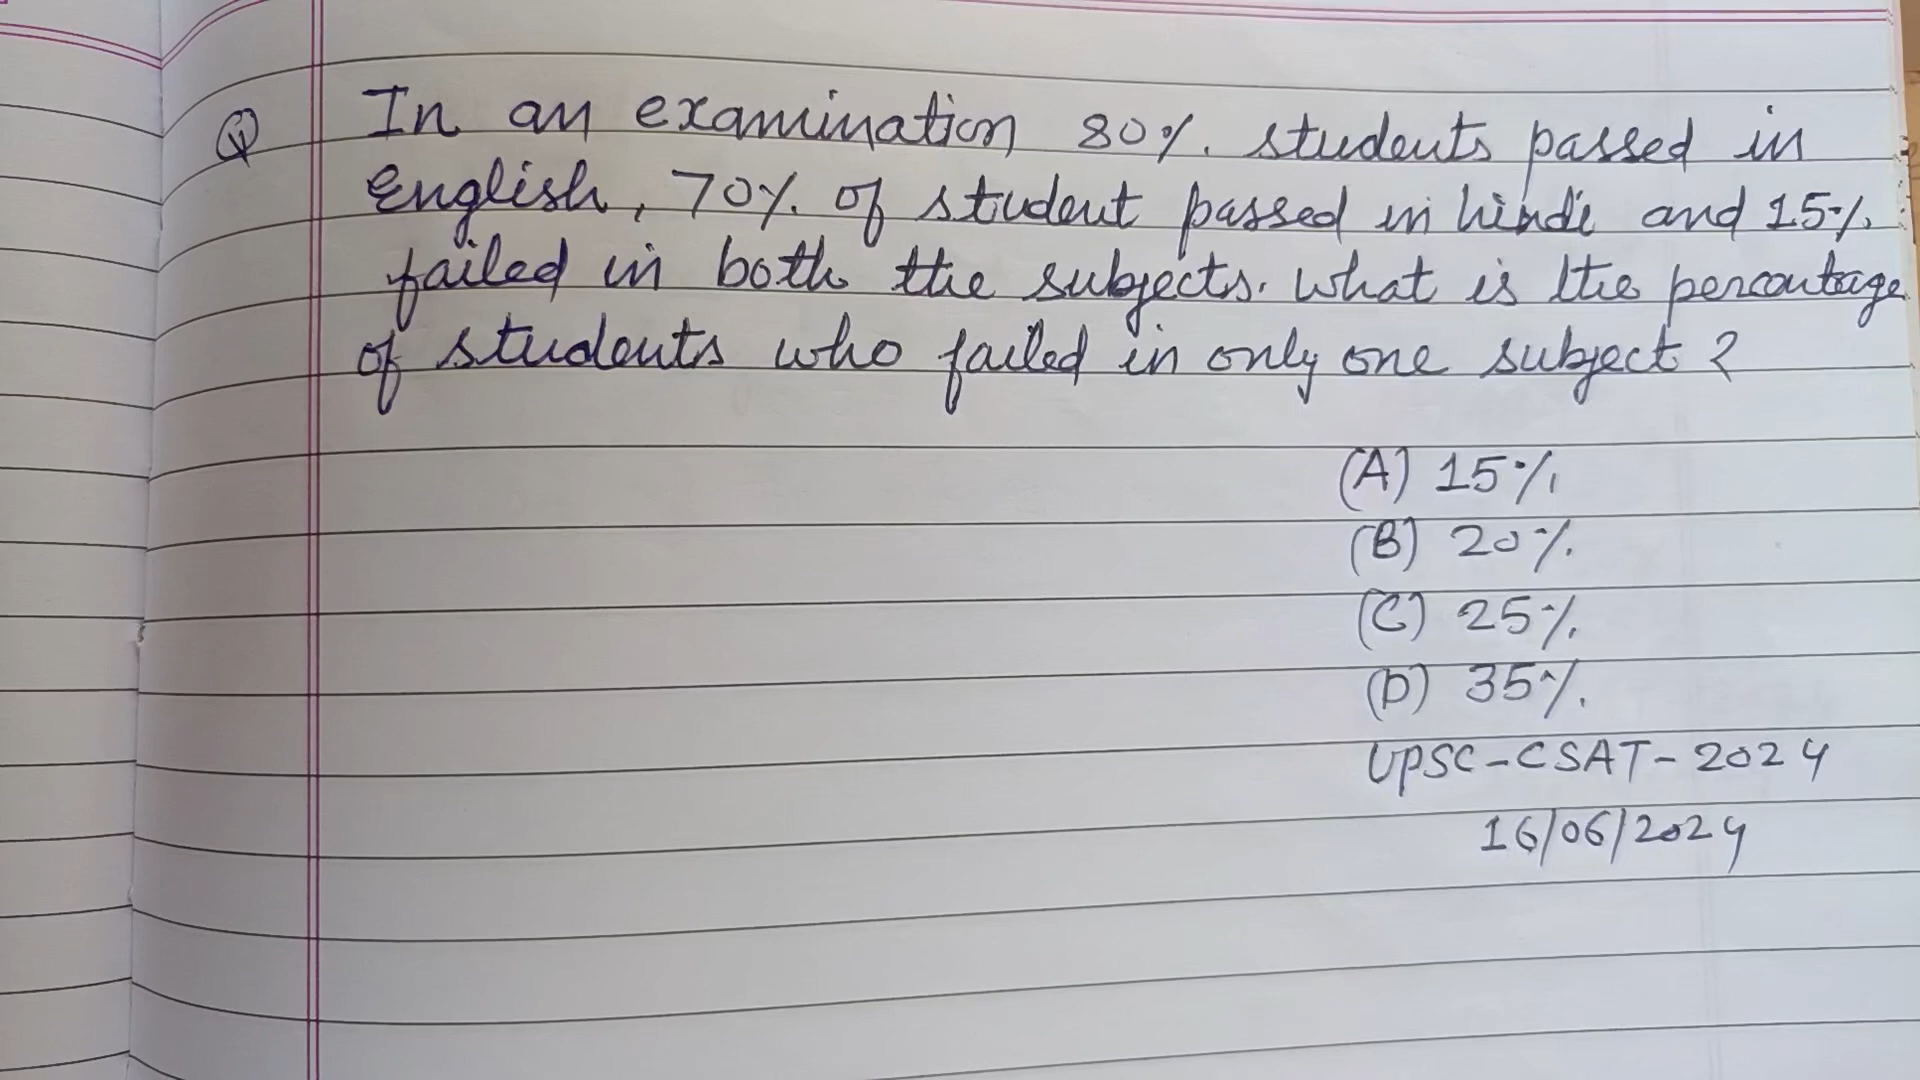 Q In an examination 80%. students passed in
English, 70%. of student passed in hindi and 15%.
failed in both the subjects. What is the percentage
of students who failed in only one subject?
(A) 15%.
(B) 20%.
(C) 25%.
(D) 35%.
UPSC-CSAT-2024
16/06/2024